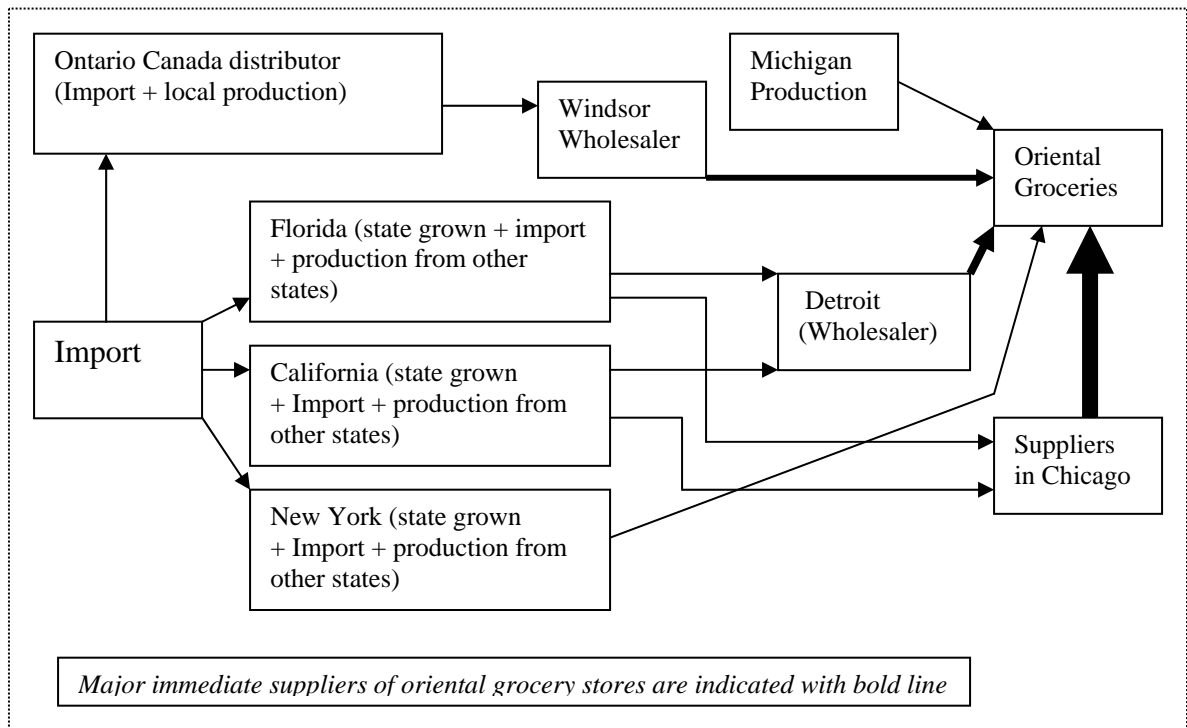 Ontario Canada distributor
(Import + local production)
Michigan
Production
Windsor
Wholesaler
Oriental
Groceries
Florida (state grown + import
+ production from other
states)
Detroit
(Wholesaler)
Import
California (state grown
+ Import + production from
other states)
Suppliers
in Chicago
New York (state grown
+ Import + production from
other states)
Major immediate suppliers of oriental grocery stores are indicated with bold line